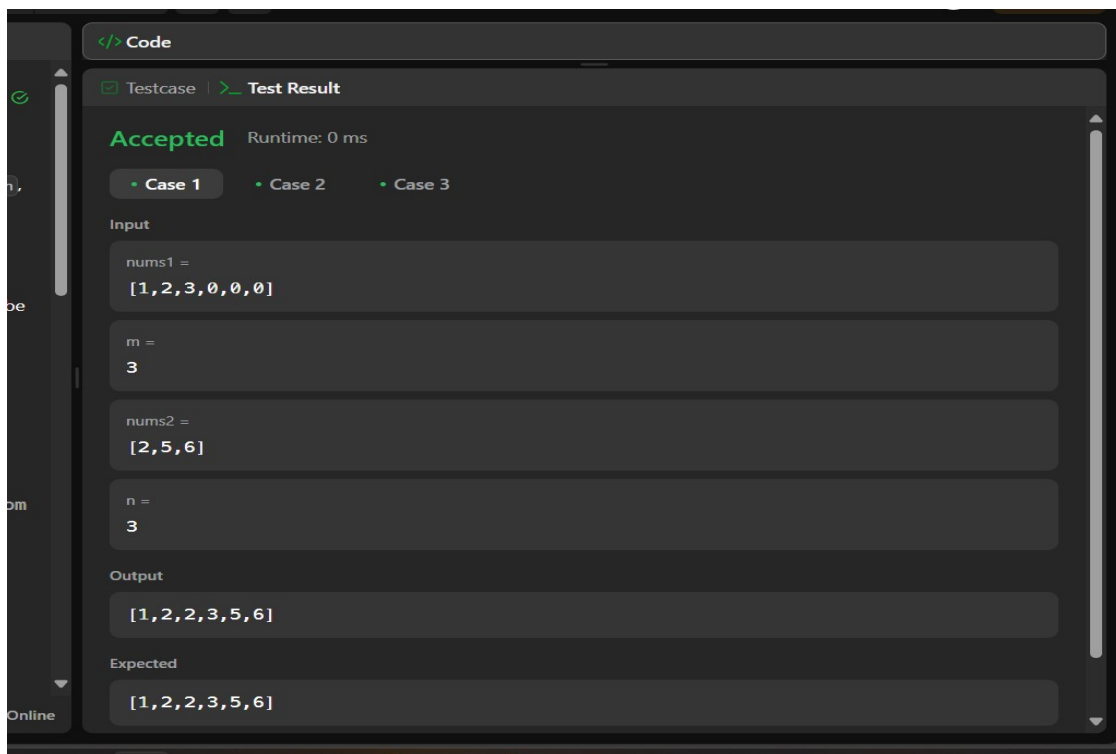 </> Code
Testcase | >_ Test Result
Accepted Runtime: 0 ms
• Case 1 • Case 2 • Case 3
Input
nums1 =
[1,2,3,0,0,0]
m =
3
nums2 =
[2,5,6]
n =
3
Output
[1,2,2,3,5,6]
Expected
[1,2,2,3,5,6]
Online